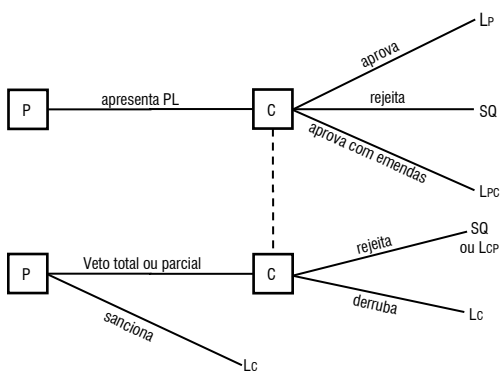 LP
aprova
P
apresenta PL
C
rejeita
SQ
aprova com emendas
LPC
P
Veto total ou parcial
C
rejeita
SQ
ou LCP
derruba
LC
sanciona
LC